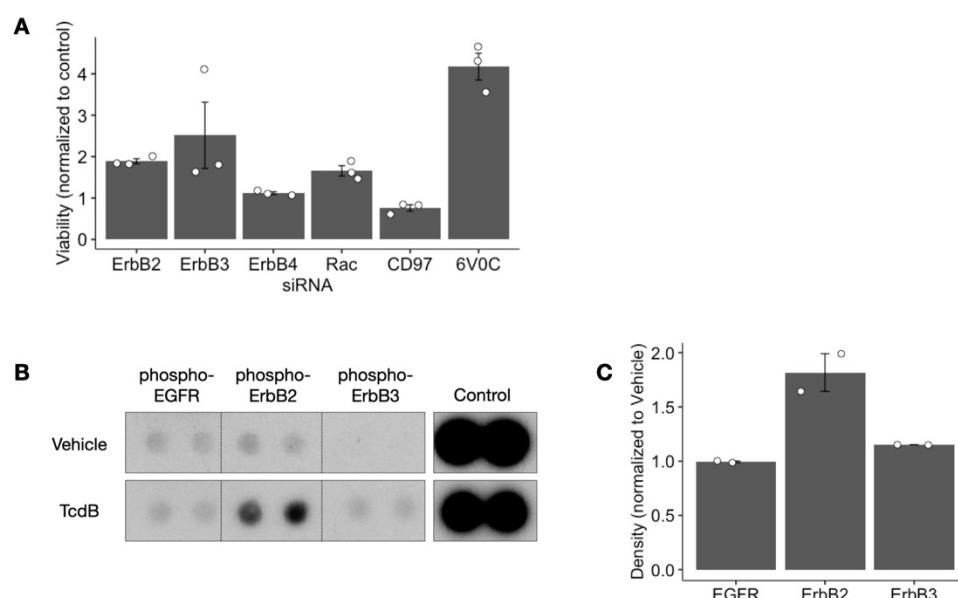 A
Viability (normalized to control)
4
3
2
1
0
ErbB2 ErbB3 ErbB4 Rac CD97 6V0C
siRNA
B
phospho-
EGFR
phospho-
ErbB2
phospho-
ErbB3
Control
Vehicle
TcdB
C
Density (normalized to Vehicle)
2.0
1.5
1.0
0.5
0.0
EGFR ErbB2 ErbB3